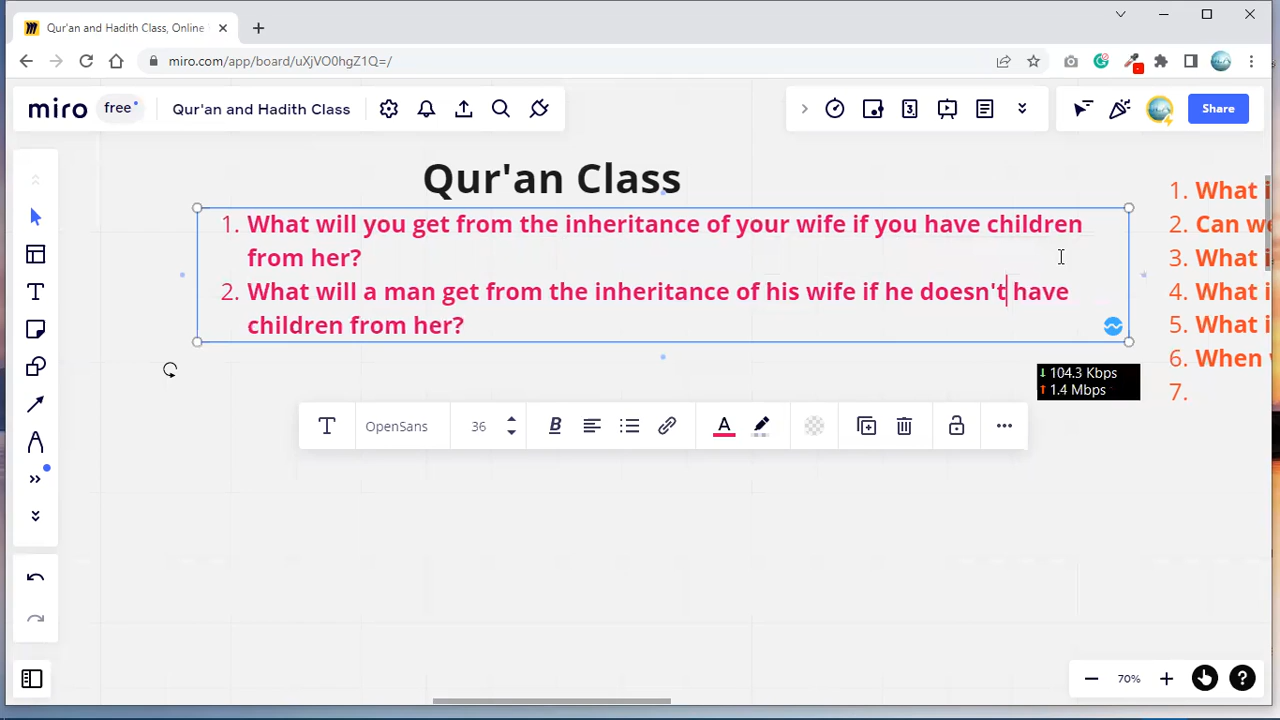 Qur'an and Hadith Class, Online
miro.com/app/board/uXjVO0hgZ1Q=/
miro free Qur'an and Hadith Class
Share
Qur'an Class
1. What will you get from the inheritance of your wife if you have children
from her?
2. What will a man get from the inheritance of his wife if he doesn't have
children from her?
1. What i
2. Can we
3. What i
4. What i
5. What i
6. When
7.
↓ 104.3 Kbps
↑ 1.4 Mbps
OpenSans 36
70%